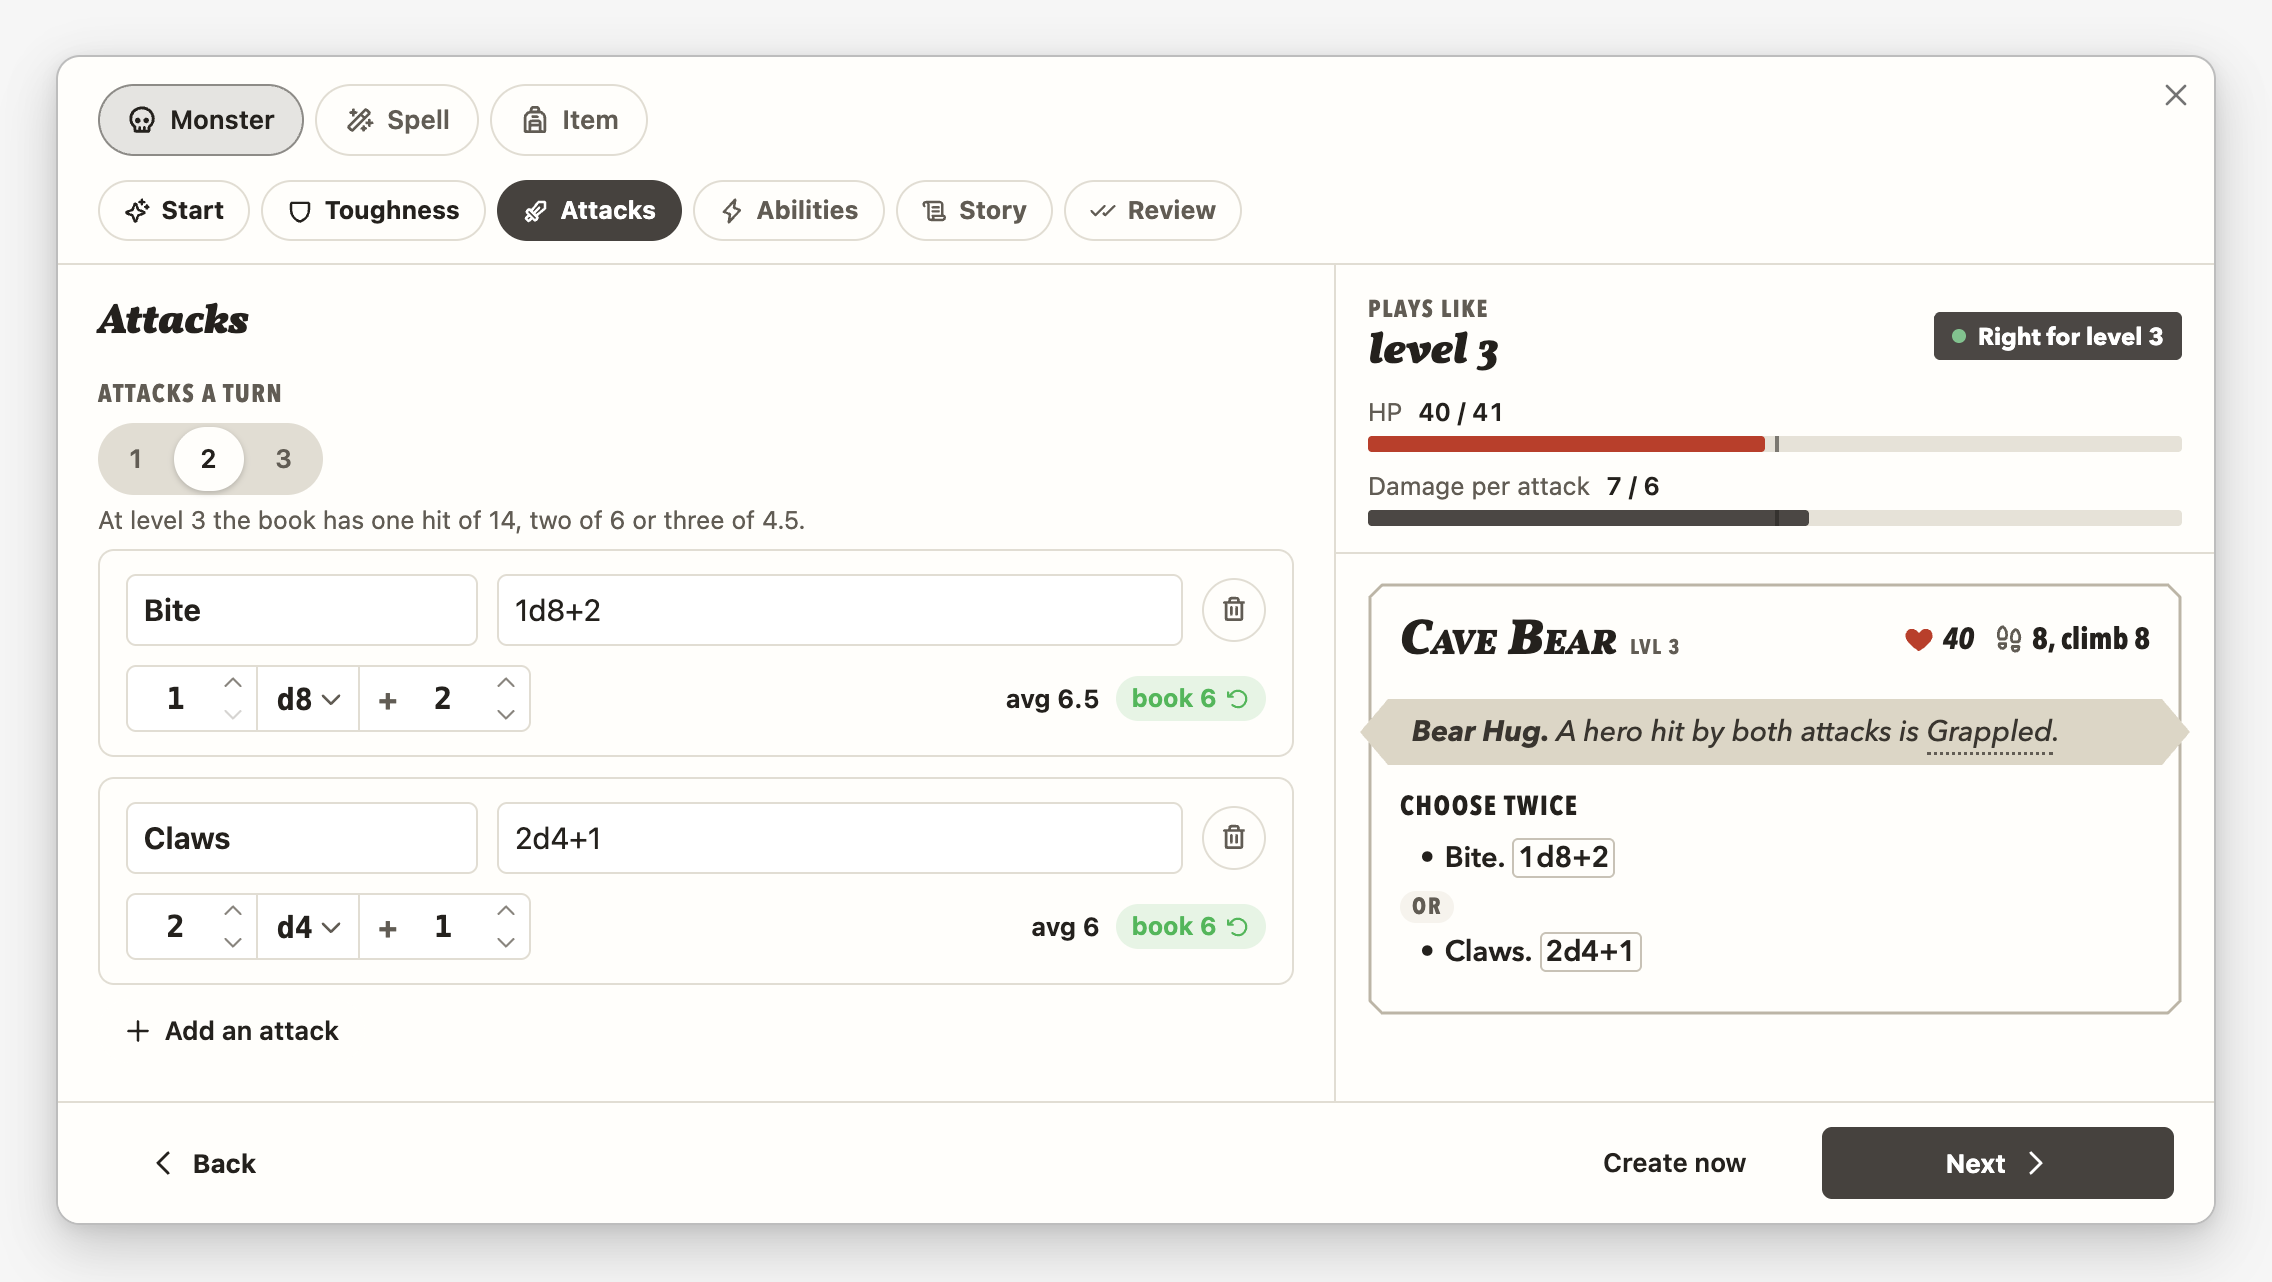 Monster Spell Item
Start Toughness Attacks Abilities Story Review
Attacks
ATTACKS A TURN
1 2 3
At level 3 the book has one hit of 14, two of 6 or three of 4.5.
Bite 1d8+2
1 d8 + 2 avg 6.5 book 6
Claws 2d4+1
2 d4 + 1 avg 6 book 6
Add an attack
PLAYS LIKE
level 3
Right for level 3
HP 40 / 41
Damage per attack 7 / 6
CAVE BEAR LVL 3 40 8, climb 8
Bear Hug. A hero hit by both attacks is Grappled.
CHOOSE TWICE
• Bite. 1d8+2
OR
• Claws. 2d4+1
Back Create now Next